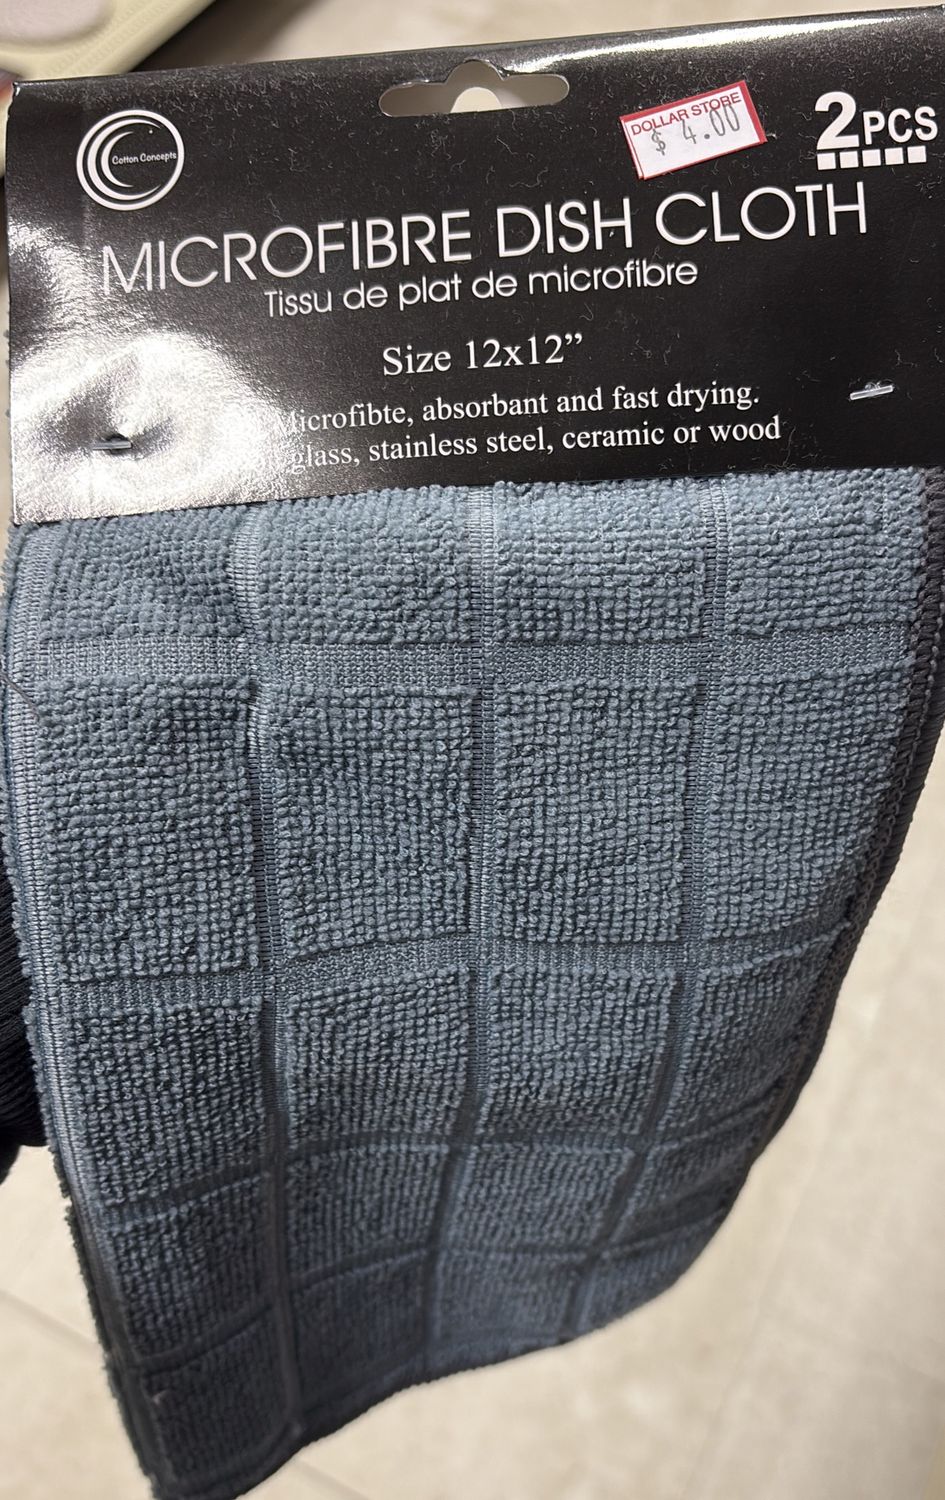 Cotton Concepts
DOLLAR STORE
$ 4.00
2PCS
MICROFIBRE DISH CLOTH
Tissu de plat de microfibre
Size 12x12”
Microfibte, absorbant and fast drying.
glass, stainless steel, ceramic or wood